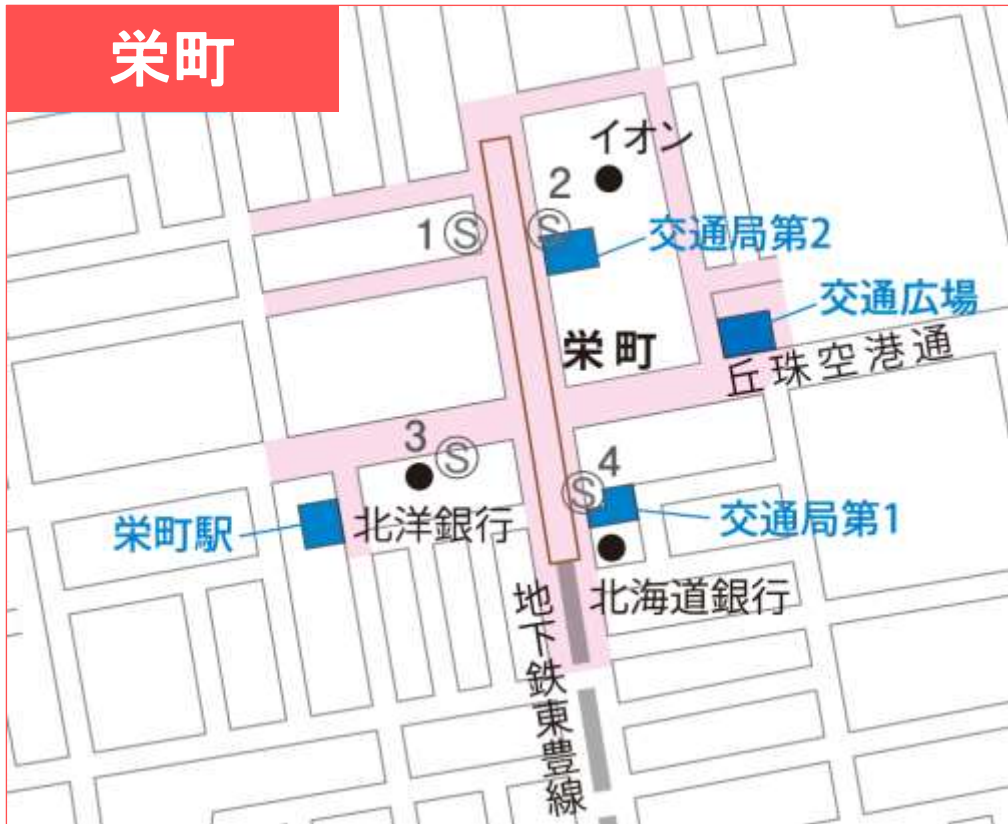 栄町
イオン
2
1
Ⓢ
Ⓢ
交通局第2
交通広場
栄町
丘珠空港通
3
Ⓢ
4
Ⓢ
栄町駅
北洋銀行
交通局第1
北海道銀行
地下鉄東豊線